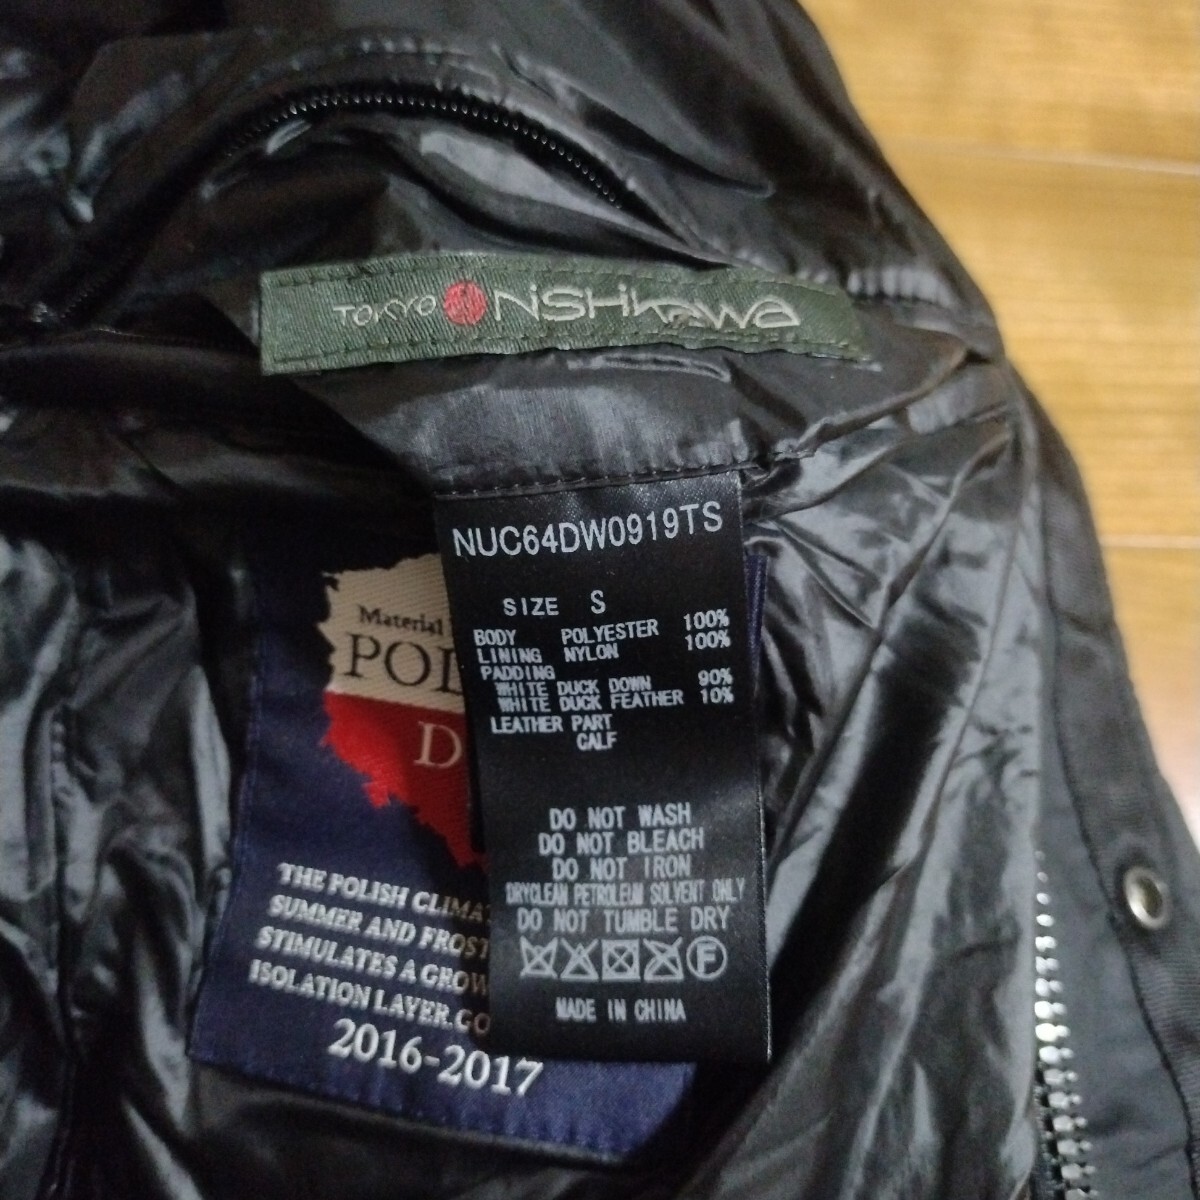 TOKYO NiSHiKaWa
NUC64DW0919TS
SIZE S
BODY POLYESTER 100%
LINING NYLON 100%
PADDING
WHITE DUCK DOWN 90%
WHITE DUCK FEATHER 10%
LEATHER PART
CALF
DO NOT WASH
DO NOT BLEACH
DO NOT IRON
DRYCLEAN PETROLEUM SOLVENT ONLY
DO NOT TUMBLE DRY
F
MADE IN CHINA
Material
POL
D
THE POLISH CLIMAT
SUMMER AND FROST
STIMULATES A GROW
ISOLATION LAYER.GO
2016-2017